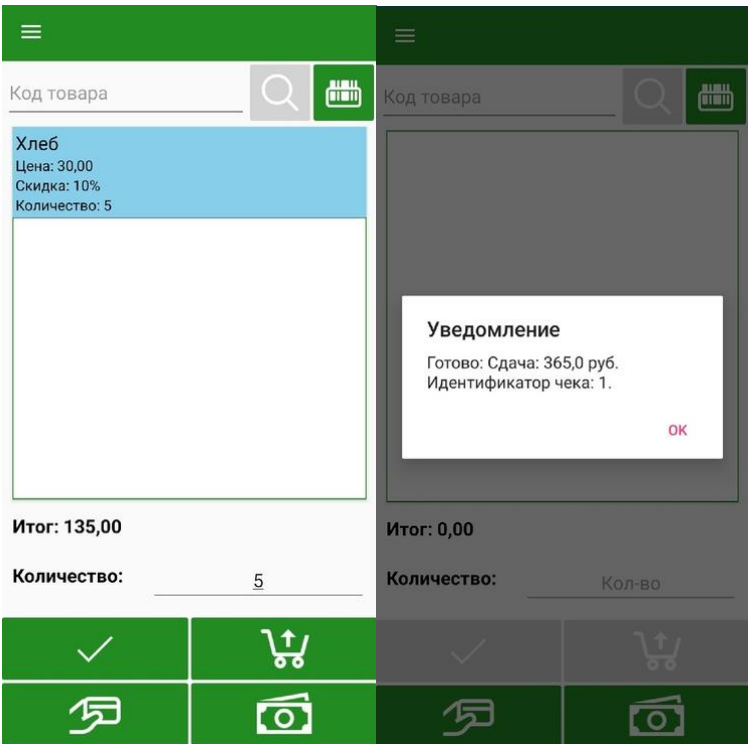 Код товара
Хлеб
Цена: 30,00
Скидка: 10%
Количество: 5
Итог: 135,00
Количество:
5
Код товара
Уведомление
Готово: Сдача: 365,0 руб.
Идентификатор чека: 1.
ОК
Итог: 0,00
Количество:
Кол-во